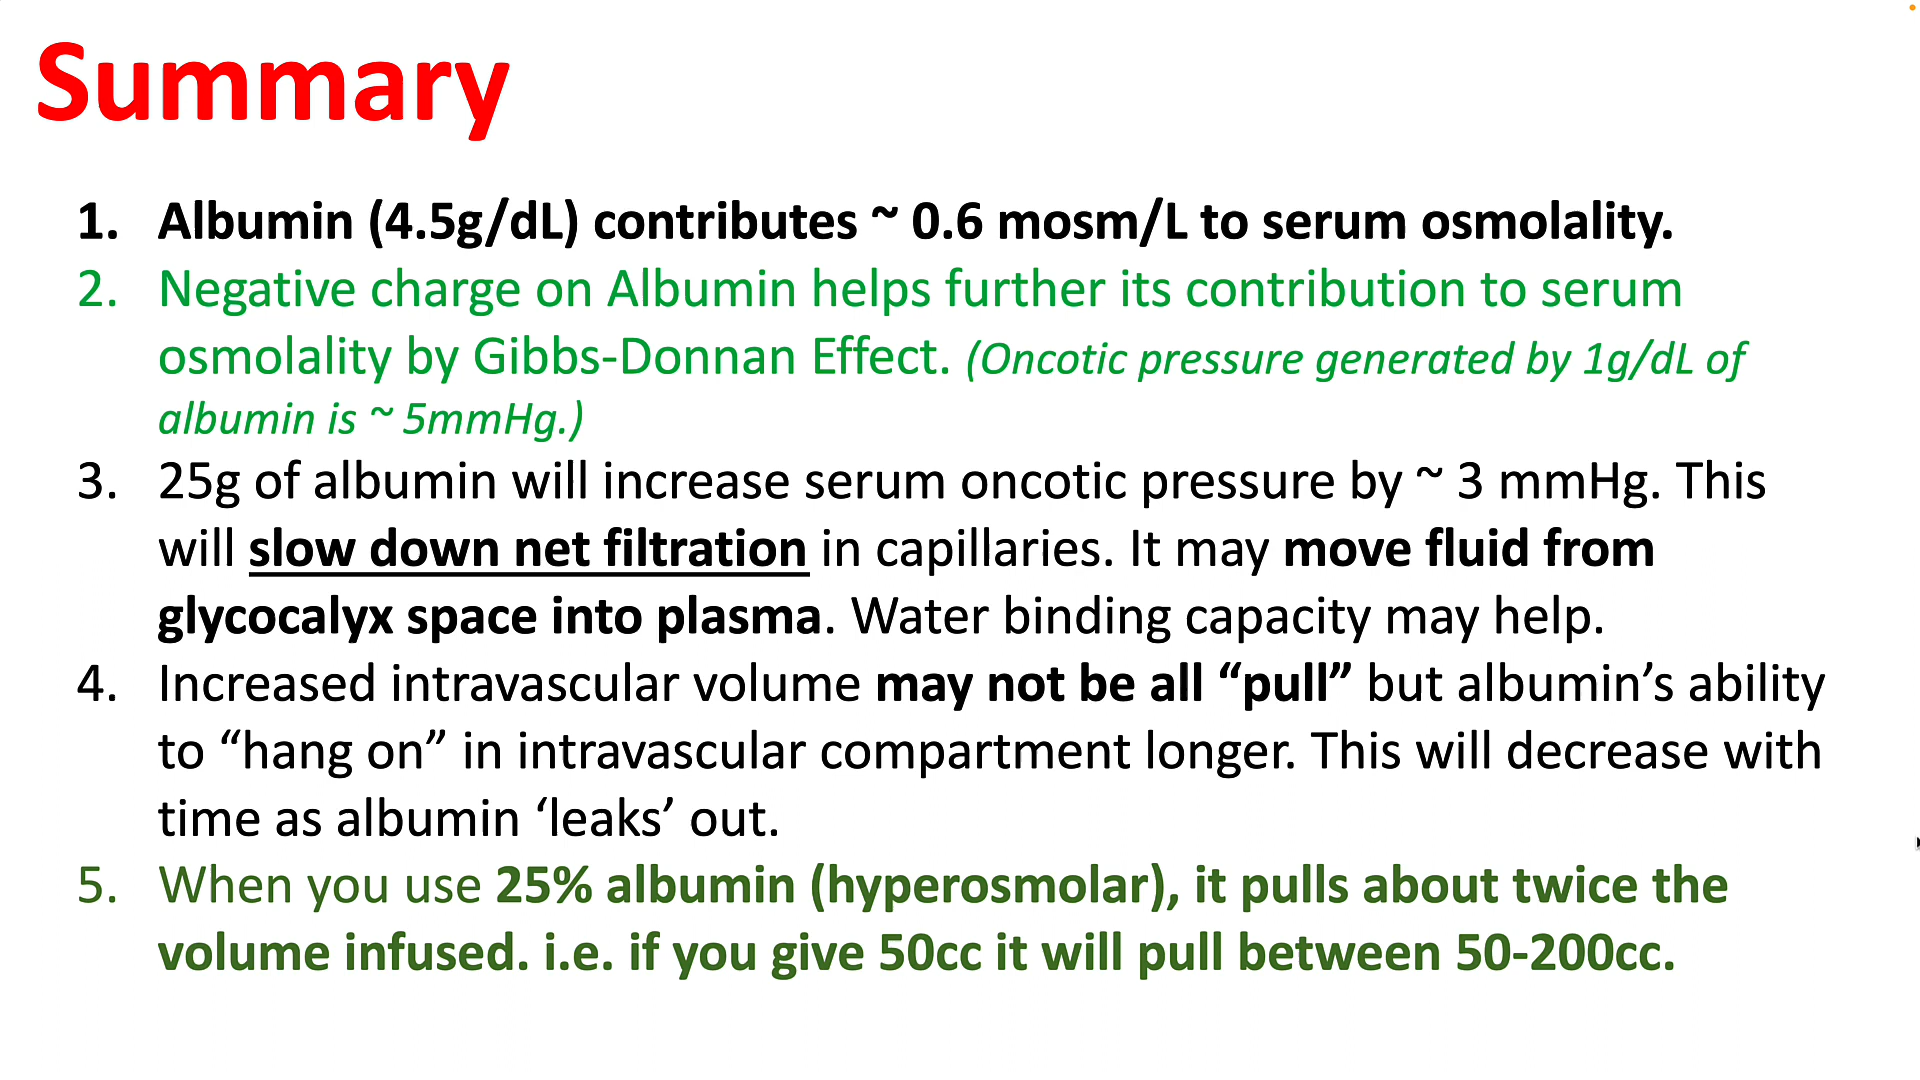 Summary
1. Albumin (4.5g/dL) contributes ~ 0.6 mosm/L to serum osmolality.
2. Negative charge on Albumin helps further its contribution to serum
osmolality by Gibbs-Donnan Effect. (Oncotic pressure generated by 1g/dL of
albumin is ~ 5mmHg.)
3. 25g of albumin will increase serum oncotic pressure by ~ 3 mmHg. This
will slow down net filtration in capillaries. It may move fluid from
glycocalyx space into plasma. Water binding capacity may help.
4. Increased intravascular volume may not be all “pull” but albumin’s ability
to “hang on” in intravascular compartment longer. This will decrease with
time as albumin ‘leaks’ out.
5. When you use 25% albumin (hyperosmolar), it pulls about twice the
volume infused. i.e. if you give 50cc it will pull between 50-200cc.